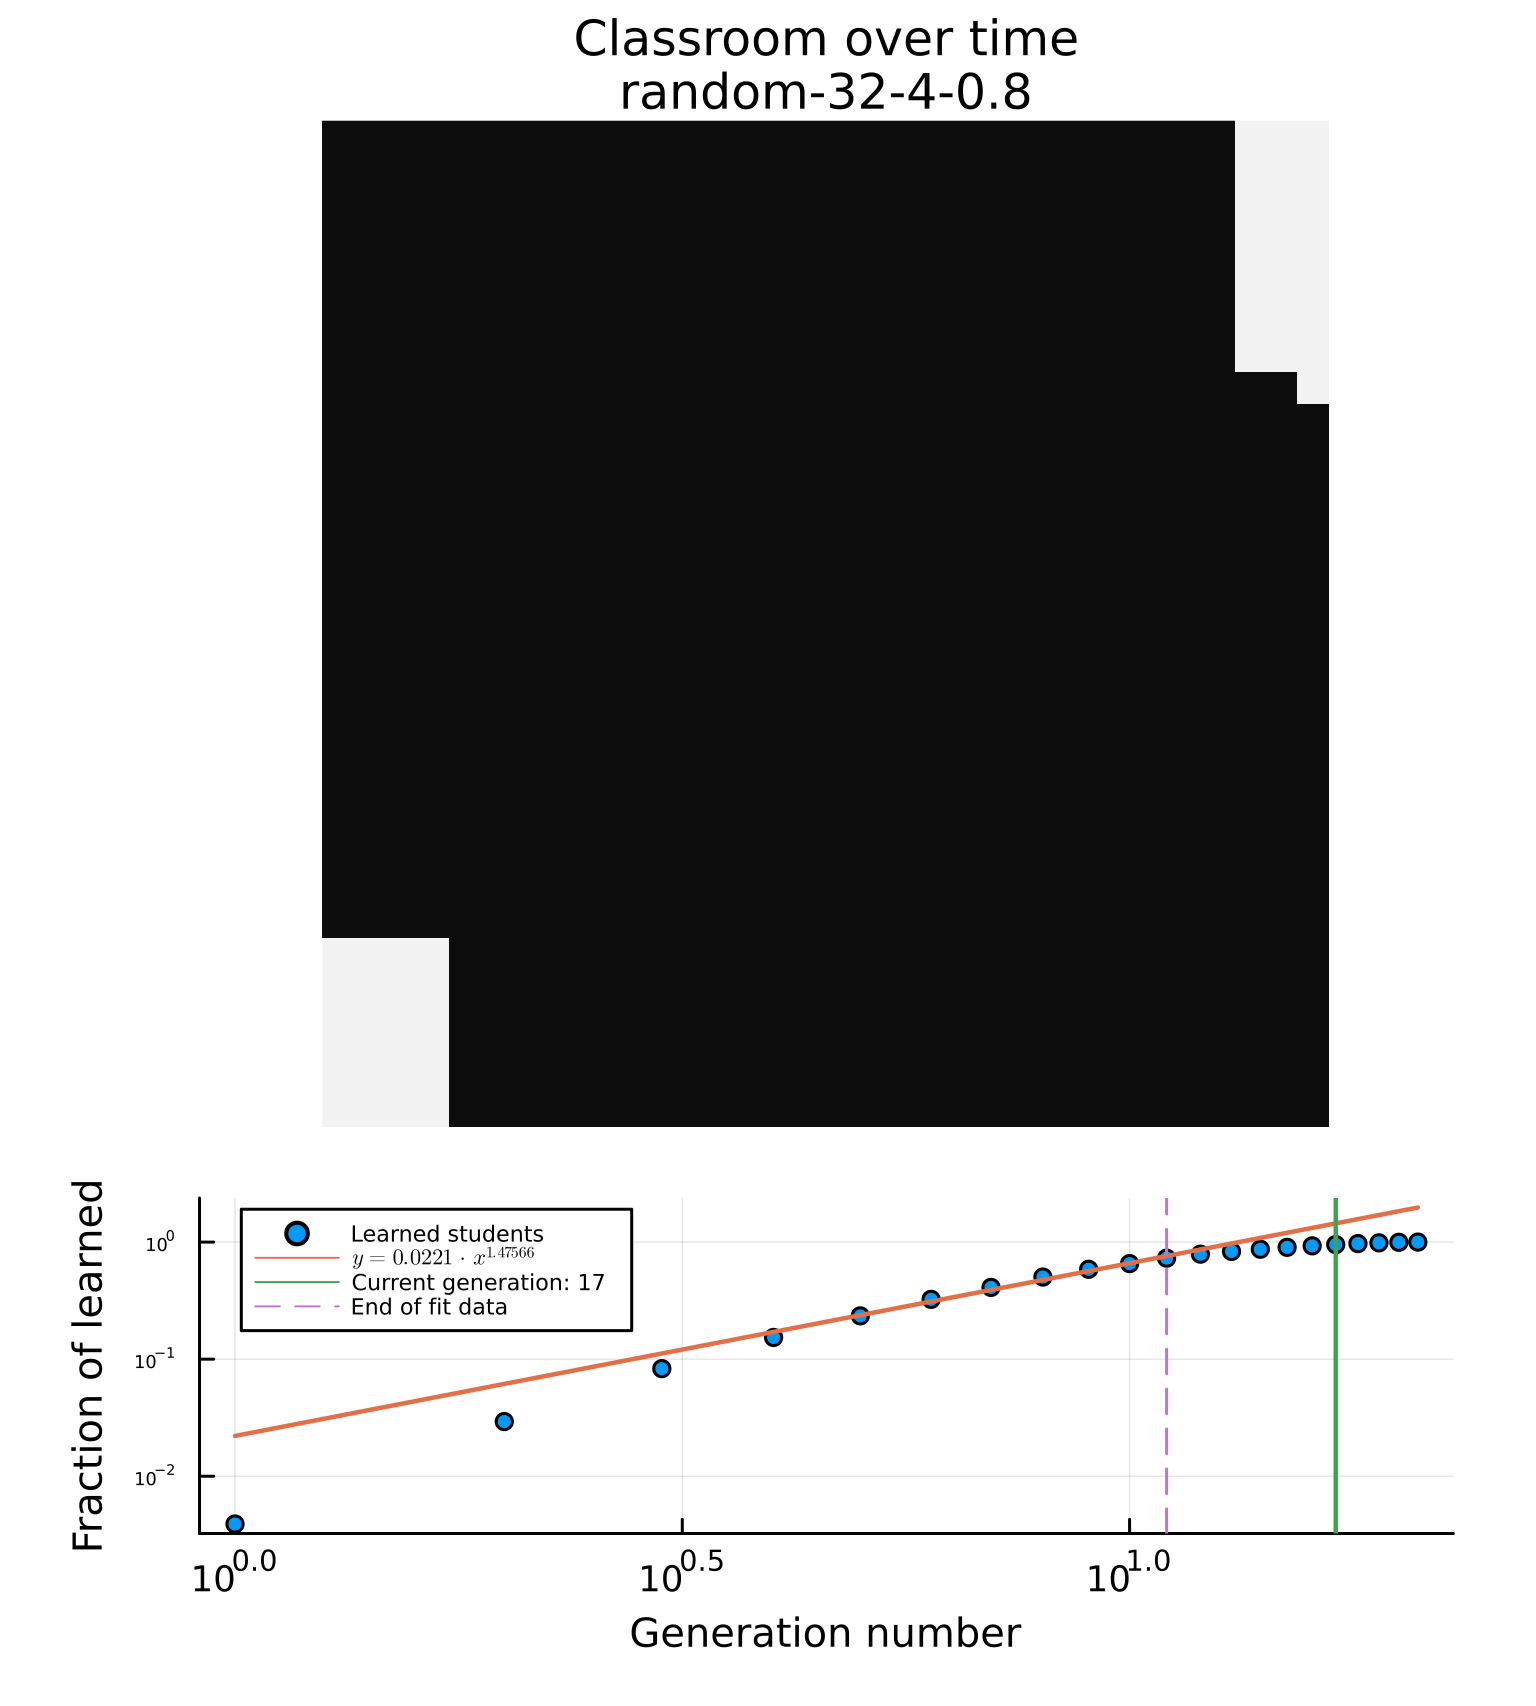 Classroom over time
random-32-4-0.8
Fraction of learned
10^0
10^−1
10^−2
Learned students
y = 0.0221 · x^1.47566
Current generation: 17
End of fit data
10^0.0
10^0.5
10^1.0
Generation number